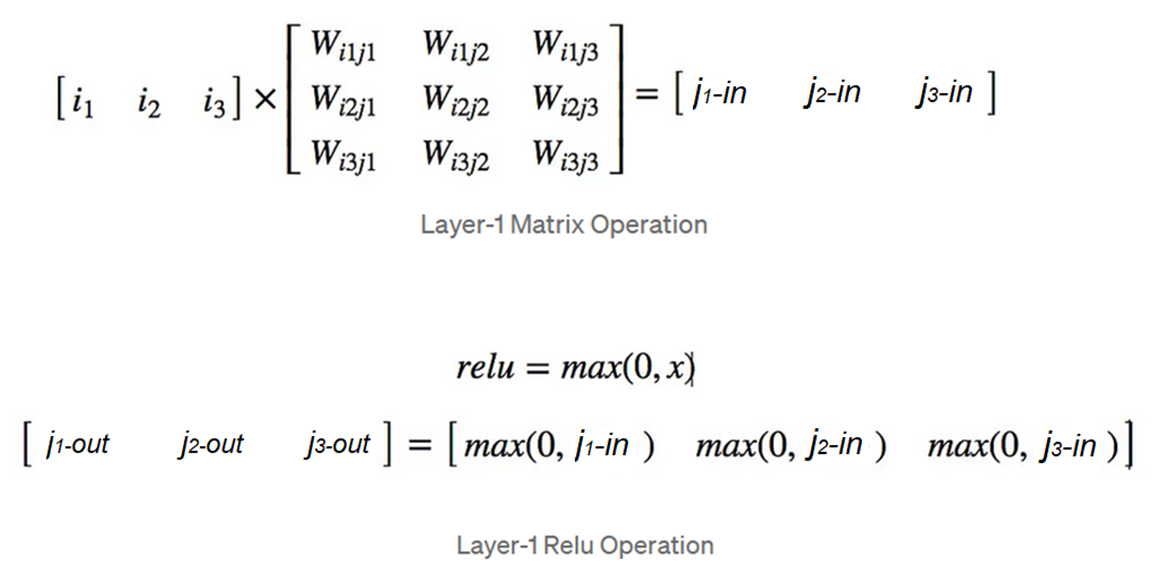 [i₁ i₂ i₃] × [Wᵢ₁ⱼ₁ Wᵢ₁ⱼ₂ Wᵢ₁ⱼ₃
Wᵢ₂ⱼ₁ Wᵢ₂ⱼ₂ Wᵢ₂ⱼ₃
Wᵢ₃ⱼ₁ Wᵢ₃ⱼ₂ Wᵢ₃ⱼ₃] = [ j₁-in j₂-in j₃-in ]
Layer-1 Matrix Operation
relu = max(0, x)
[ j₁-out j₂-out j₃-out ] = [ max(0, j₁-in ) max(0, j₂-in ) max(0, j₃-in )]
Layer-1 Relu Operation